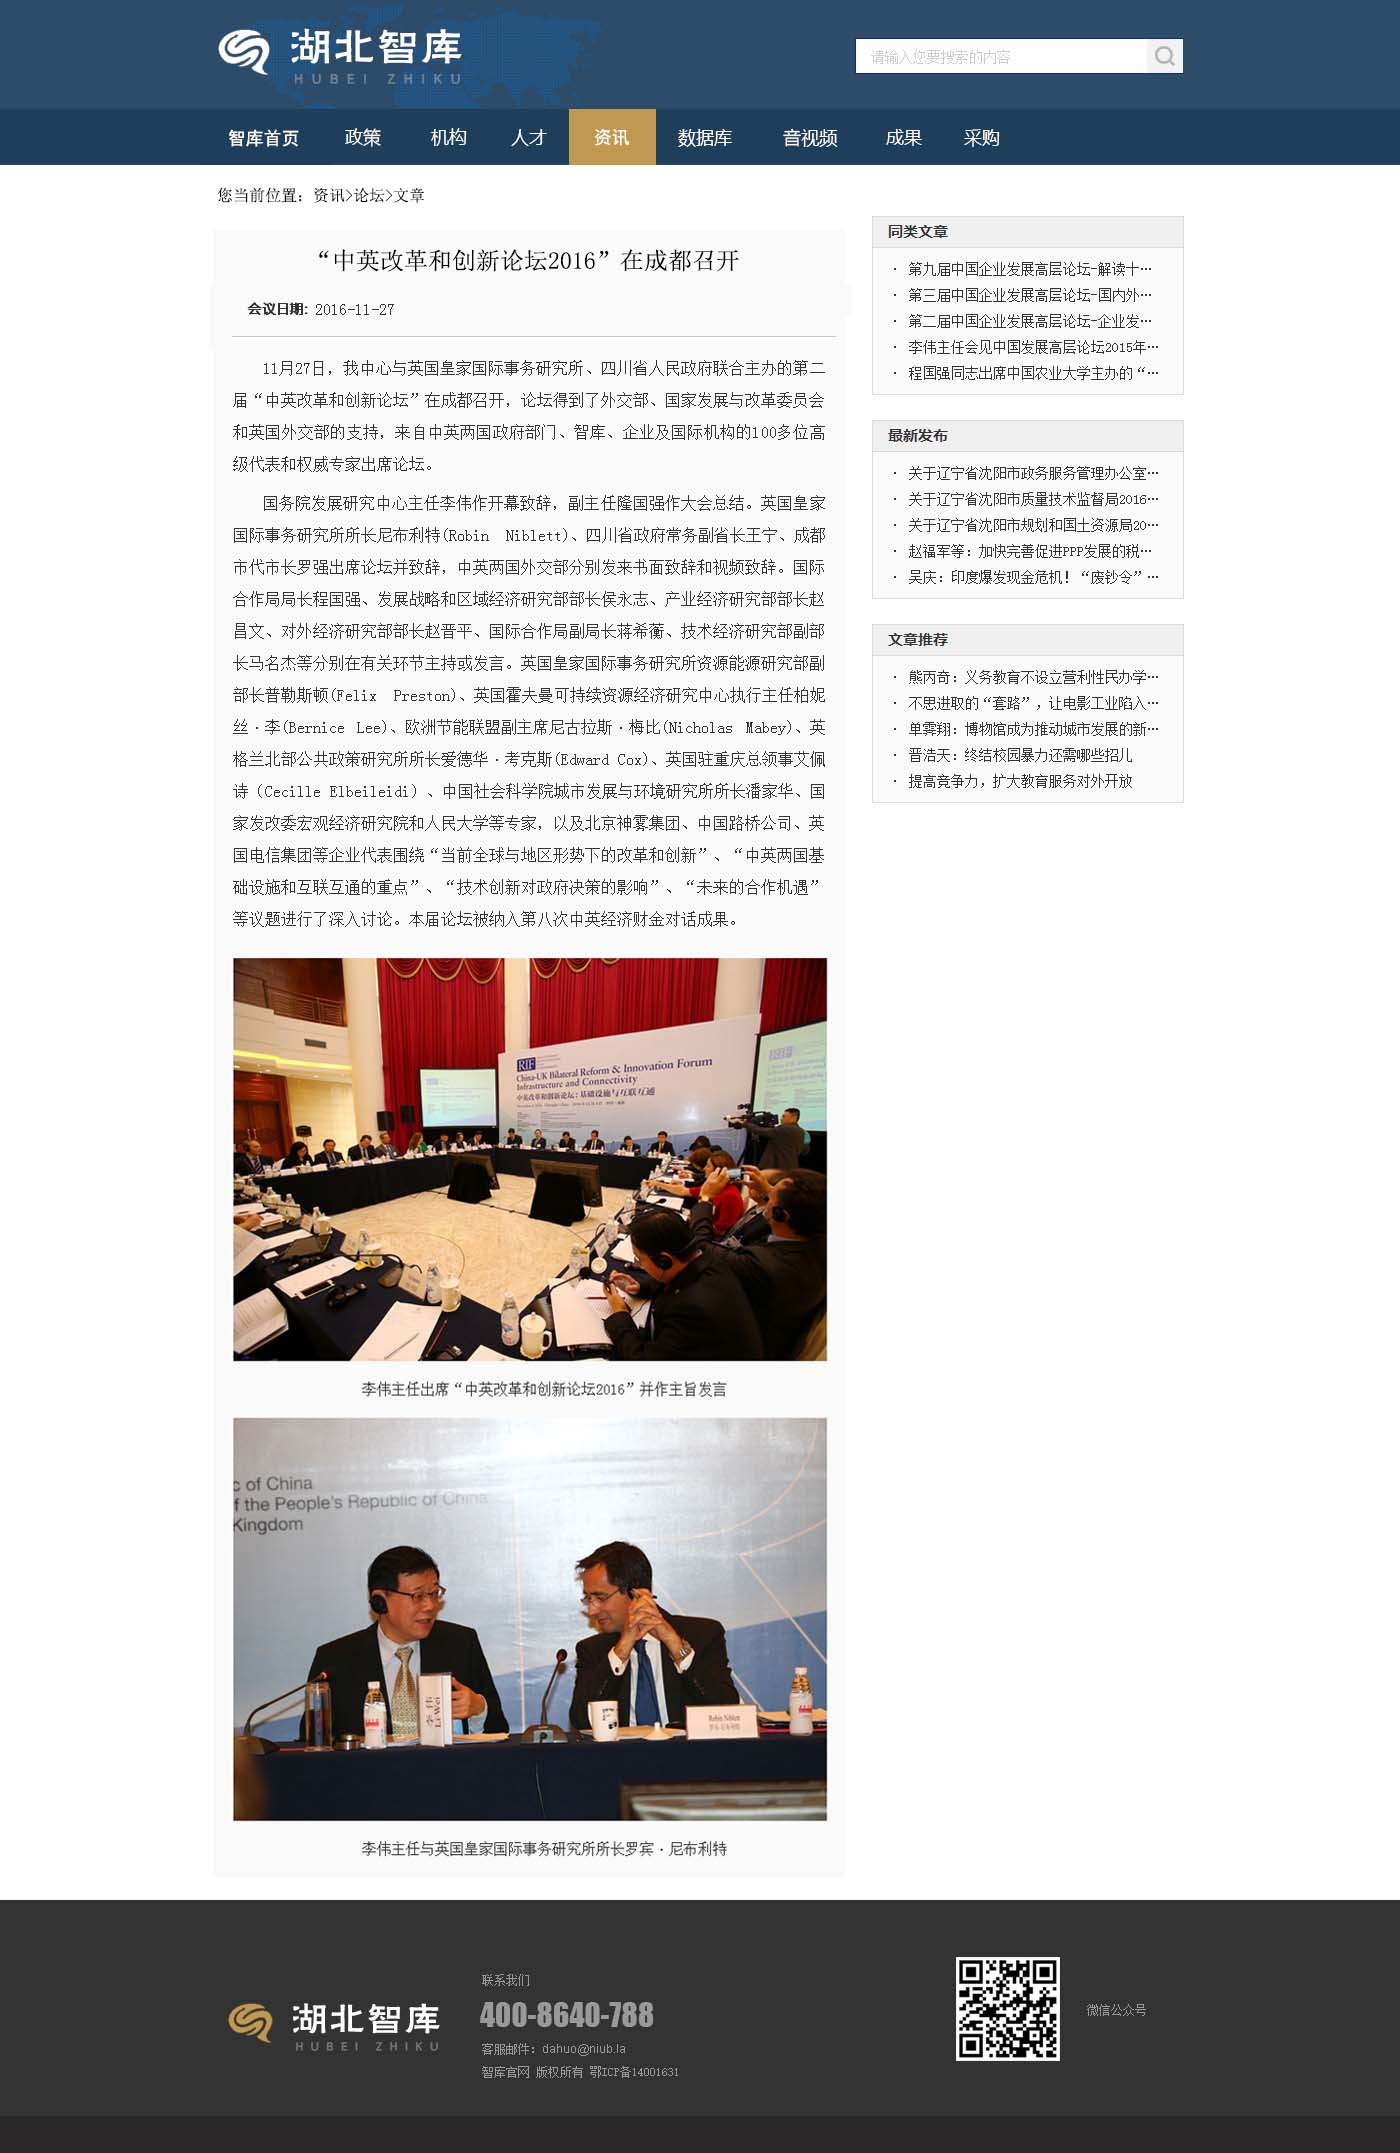 湖北智库
HUBEI ZHIKU
请输入您要搜索的内容
智库首页 政策 机构 人才 资讯 数据库 音视频 成果 采购
您当前位置：资讯>论坛>文章
“中英改革和创新论坛2016”在成都召开
会议日期: 2016-11-27
11月27日，我中心与英国皇家国际事务研究所、四川省人民政府联合主办的第二
届“中英改革和创新论坛”在成都召开，论坛得到了外交部、国家发展与改革委员会
和英国外交部的支持，来自中英两国政府部门、智库、企业及国际机构的100多位高
级代表和权威专家出席论坛。
国务院发展研究中心主任李伟作开幕致辞，副主任隆国强作大会总结。英国皇家
国际事务研究所所长尼布利特(Robin Niblett)、四川省政府常务副省长王宁、成都
市代市长罗强出席论坛并致辞，中英两国外交部分别发来书面致辞和视频致辞。国际
合作局局长程国强、发展战略和区域经济研究部部长侯永志、产业经济研究部部长赵
昌文、对外经济研究部部长赵晋平、国际合作局副局长蒋希蘅、技术经济研究部副部
长马名杰等分别在有关环节主持或发言。英国皇家国际事务研究所资源能源研究部副
部长普勒斯顿(Felix Preston)、英国霍夫曼可持续资源经济研究中心执行主任柏妮
丝·李(Bernice Lee)、欧洲节能联盟副主席尼古拉斯·梅比(Nicholas Mabey)、英
格兰北部公共政策研究所所长爱德华·考克斯(Edward Cox)、英国驻重庆总领事艾佩
诗（Cecille Elbeileidi）、中国社会科学院城市发展与环境研究所所长潘家华、国
家发改委宏观经济研究院和人民大学等专家，以及北京神雾集团、中国路桥公司、英
国电信集团等企业代表围绕“当前全球与地区形势下的改革和创新”、“中英两国基
础设施和互联互通的重点”、“技术创新对政府决策的影响”、“未来的合作机遇”
等议题进行了深入讨论。本届论坛被纳入第八次中英经济财金对话成果。
RIF
China-UK Bilateral Reform & Innovation Forum
Infrastructure and Connectivity
中英改革和创新论坛：基础设施与互联互通
李伟主任出席“中英改革和创新论坛2016”并作主旨发言
c of China
f the People's Republic of China
Kingdom
李伟
Li Wei
Robin Niblett
李伟主任与英国皇家国际事务研究所所长罗宾·尼布利特
同类文章
· 第九届中国企业发展高层论坛-解读十…
· 第三届中国企业发展高层论坛-国内外…
· 第二届中国企业发展高层论坛-企业发…
· 李伟主任会见中国发展高层论坛2015年…
· 程国强同志出席中国农业大学主办的“…
最新发布
· 关于辽宁省沈阳市政务服务管理办公室…
· 关于辽宁省沈阳市质量技术监督局2016…
· 关于辽宁省沈阳市规划和国土资源局20…
· 赵福军等：加快完善促进PPP发展的税…
· 吴庆：印度爆发现金危机！“废钞令”…
文章推荐
· 熊丙奇：义务教育不设立营利性民办学…
· 不思进取的“套路”，让电影工业陷入…
· 单霁翔：博物馆成为推动城市发展的新…
· 晋浩天：终结校园暴力还需哪些招儿
· 提高竞争力，扩大教育服务对外开放
湖北智库
HUBEI ZHIKU
联系我们
400-8640-788
客服邮件：dahuo@niub.la
智库官网 版权所有 鄂ICP备14001631
微信公众号